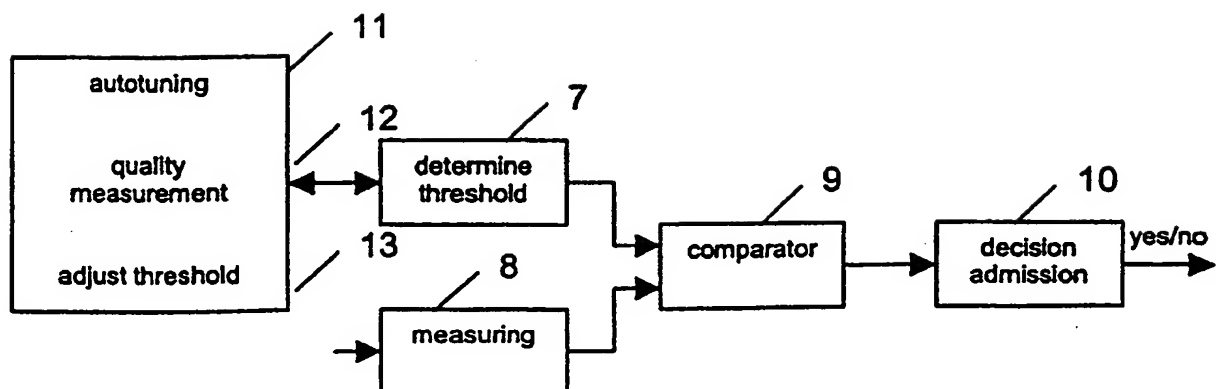 11
autotuning
12
quality
measurement
13
adjust threshold
7
determine
threshold
8
measuring
9
comparator
10
decision
admission
yes/no